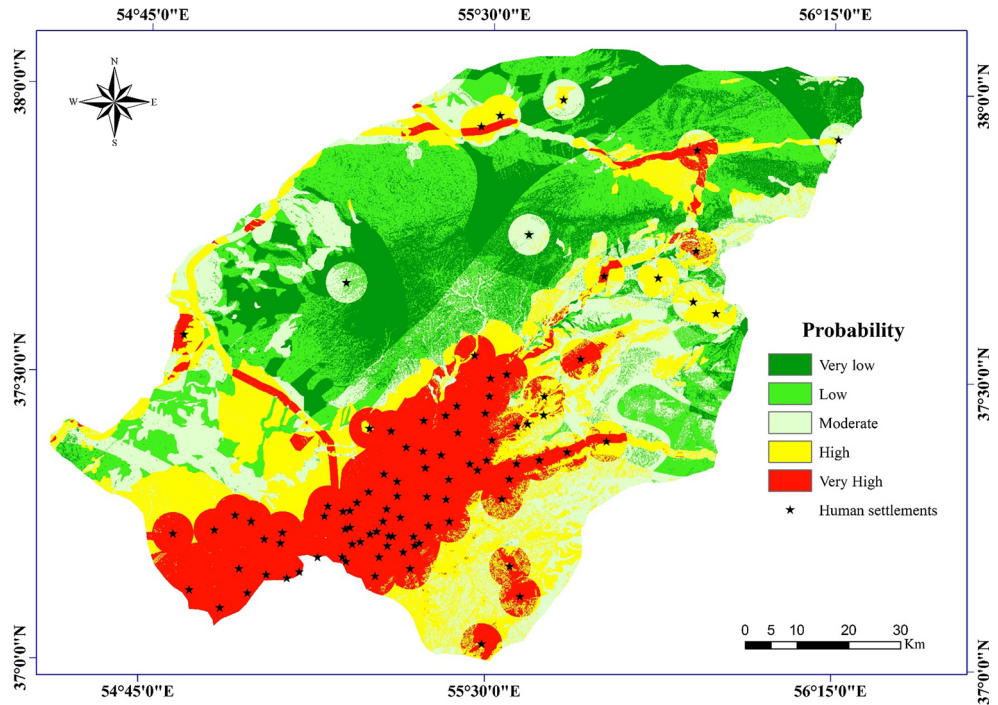 54°45'0"E 55°30'0"E 56°15'0"E
38°0'0"N
38°0'0"N
N
W E
S
Probability
Very low
Low
Moderate
High
Very High
Human settlements
37°30'0"N
37°30'0"N
0 5 10 20 30
Km
37°0'0"N
37°0'0"N
54°45'0"E 55°30'0"E 56°15'0"E